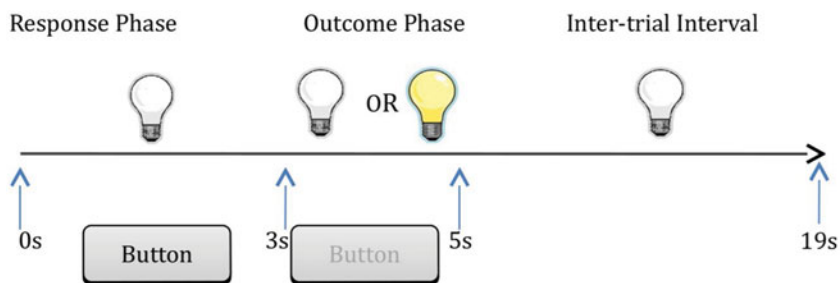 Response Phase
Outcome Phase
Inter-trial Interval
OR
0s
Button
3s
Button
5s
19s